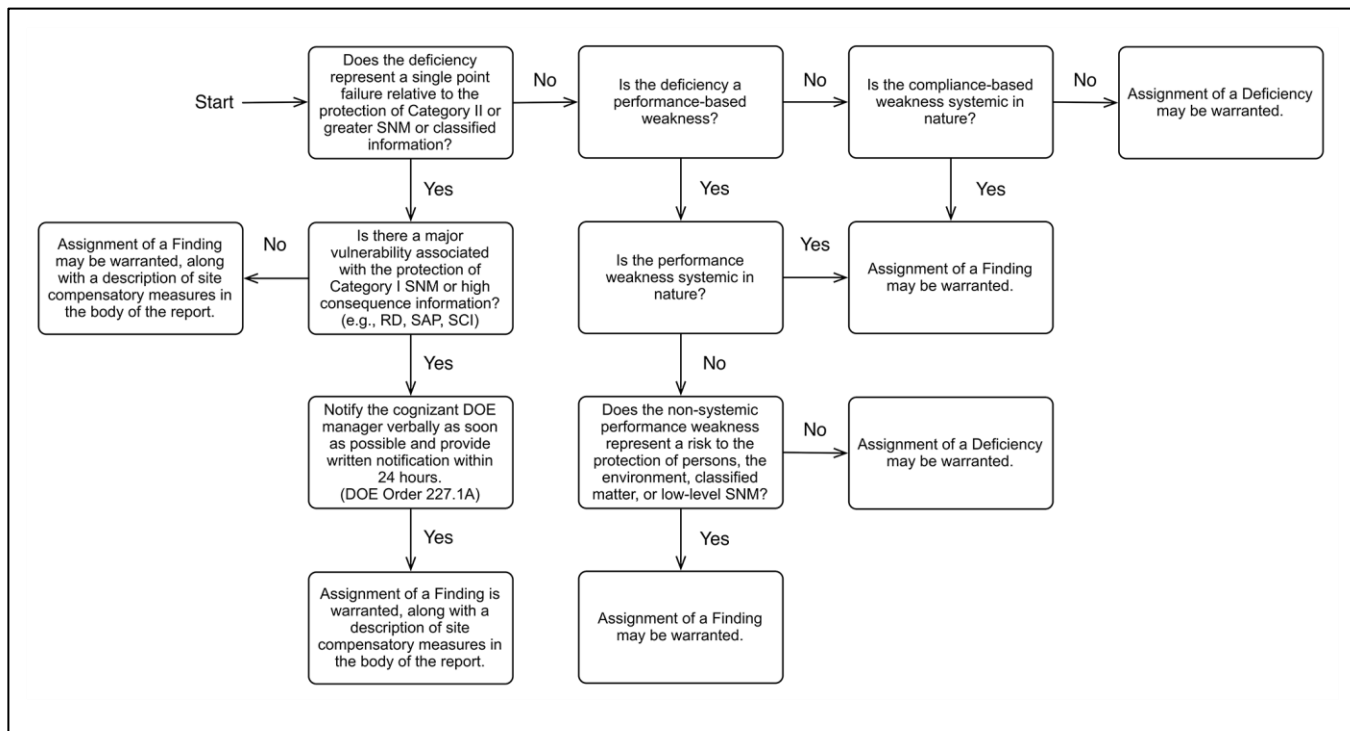 Start
Does the deficiency
represent a single point
failure relative to the
protection of Category II or
greater SNM or classified
information?
No
Is the deficiency a
performance-based
weakness?
No
Is the compliance-based
weakness systemic in
nature?
No
Assignment of a Deficiency
may be warranted.
Yes
Yes
Yes
Assignment of a Finding
may be warranted, along
with a description of site
compensatory measures in
the body of the report.
No
Is there a major
vulnerability associated
with the protection of
Category I SNM or high
consequence information?
(e.g., RD, SAP, SCI)
Is the performance
weakness systemic in
nature?
Yes
Assignment of a Finding
may be warranted.
Yes
No
Notify the cognizant DOE
manager verbally as soon
as possible and provide
written notification within
24 hours.
(DOE Order 227.1A)
Does the non-systemic
performance weakness
represent a risk to the
protection of persons, the
environment, classified
matter, or low-level SNM?
No
Assignment of a Deficiency
may be warranted.
Yes
Yes
Assignment of a Finding is
warranted, along with a
description of site
compensatory measures in
the body of the report.
Assignment of a Finding
may be warranted.